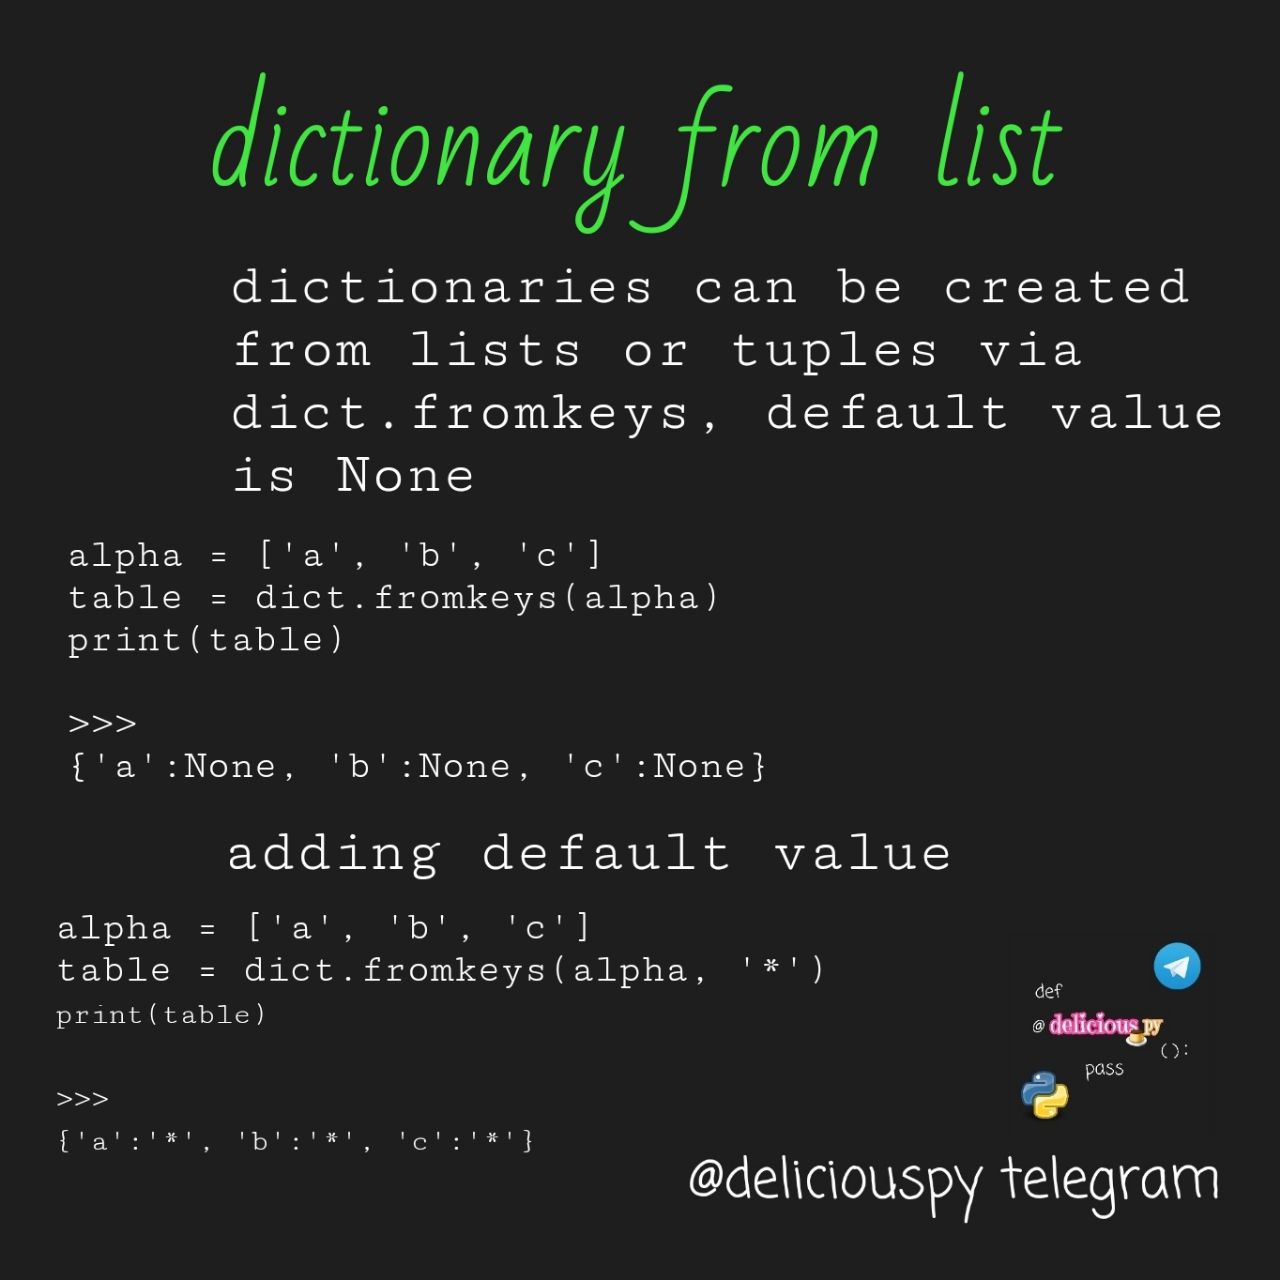 dictionary from list
dictionaries can be created
from lists or tuples via
dict.fromkeys, default value
is None
alpha = ['a', 'b', 'c']
table = dict.fromkeys(alpha)
print(table)
>>>
{'a':None, 'b':None, 'c':None}
adding default value
alpha = ['a', 'b', 'c']
table = dict.fromkeys(alpha, '*')
print(table)
>>>
{'a':'*', 'b':'*', 'c':'*'}
def
@delicious py
():
pass
@deliciouspy telegram